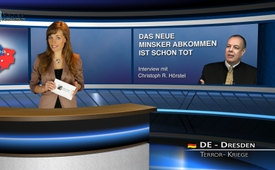 DAS NEUE
MINSKER ABKOMMEN
IST SCHON TOT
Interview mit
Christoph R. Hörstel
DE - Dresden
Terror - Kriege